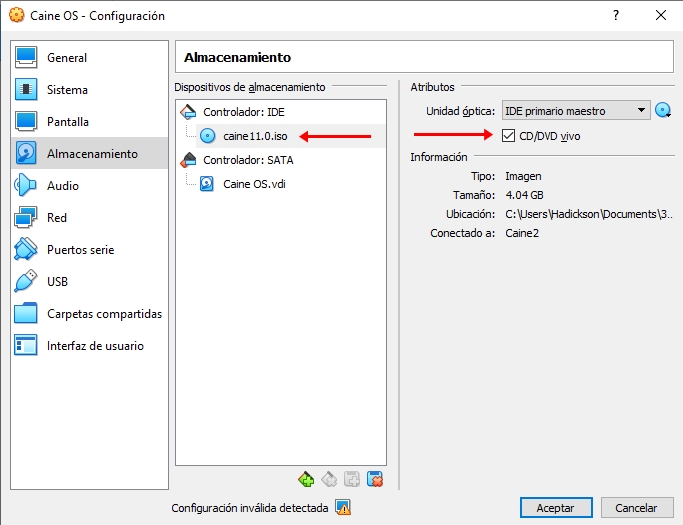 Caine OS - Configuración
General
Sistema
Pantalla
Almacenamiento
Audio
Red
Puertos serie
USB
Carpetas compartidas
Interfaz de usuario
Almacenamiento
Dispositivos de almacenamiento
Controlador: IDE
caine11.0.iso
Controlador: SATA
Caine OS.vdi
Atributos
Unidad óptica: IDE primario maestro
CD/DVD vivo
Información
Tipo: Imagen
Tamaño: 4.04 GB
Ubicación: C:\Users\Hadickson\Documents\3...
Conectado a: Caine2
Configuración inválida detectada
Aceptar
Cancelar